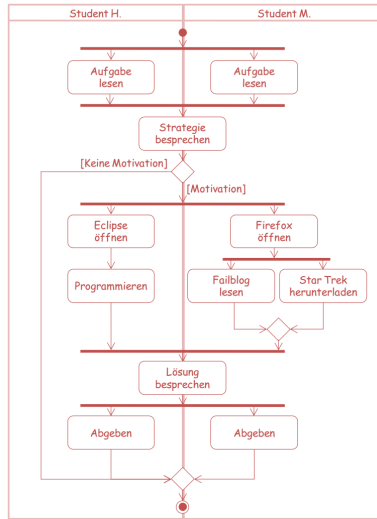 Student H.
Student M.
Aufgabe
lesen
Aufgabe
lesen
Strategie
besprechen
[Keine Motivation]
[Motivation]
Eclipse
öffnen
Firefox
öffnen
Programmieren
Failblog
lesen
Star Trek
herunterladen
Lösung
besprechen
Abgeben
Abgeben